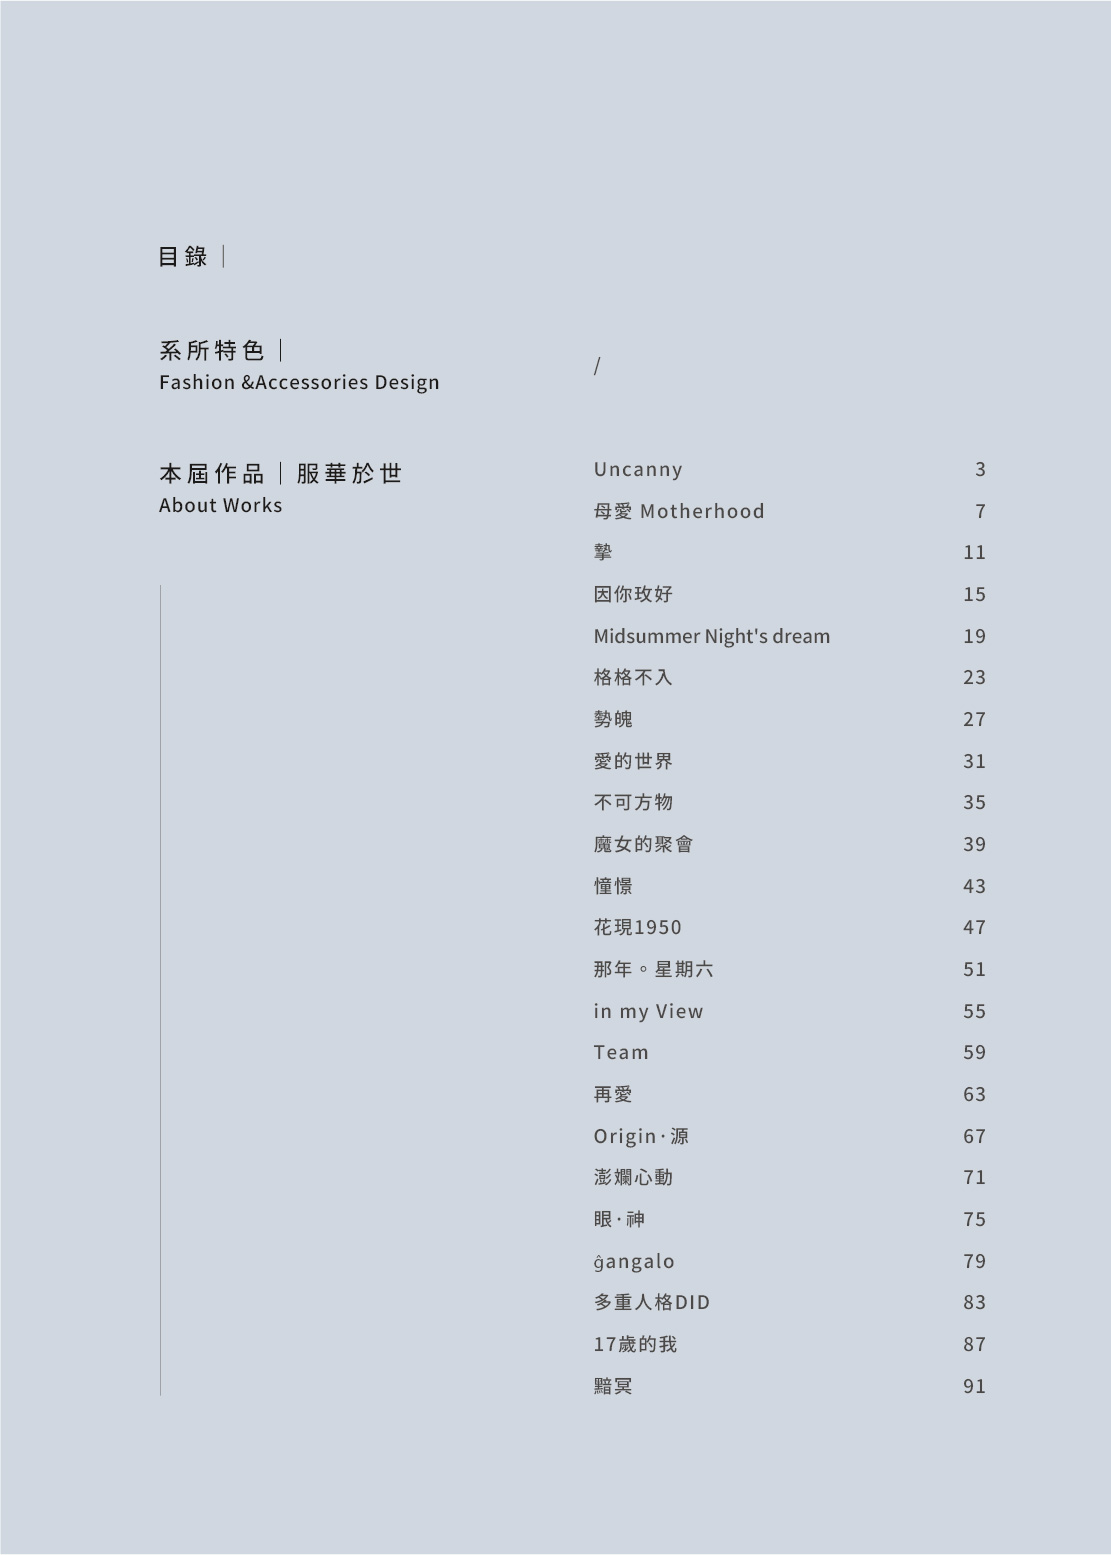 目錄｜
系所特色｜
Fashion &Accessories Design
/
本屆作品｜服華於世
About Works
Uncanny 3
母愛 Motherhood 7
摯 11
因你玫好 15
Midsummer Night's dream 19
格格不入 23
勢魄 27
愛的世界 31
不可方物 35
魔女的聚會 39
憧憬 43
花現1950 47
那年。星期六 51
in my View 55
Team 59
再愛 63
Origin·源 67
澎斕心動 71
眼·神 75
ĝangalo 79
多重人格DID 83
17歲的我 87
黯冥 91